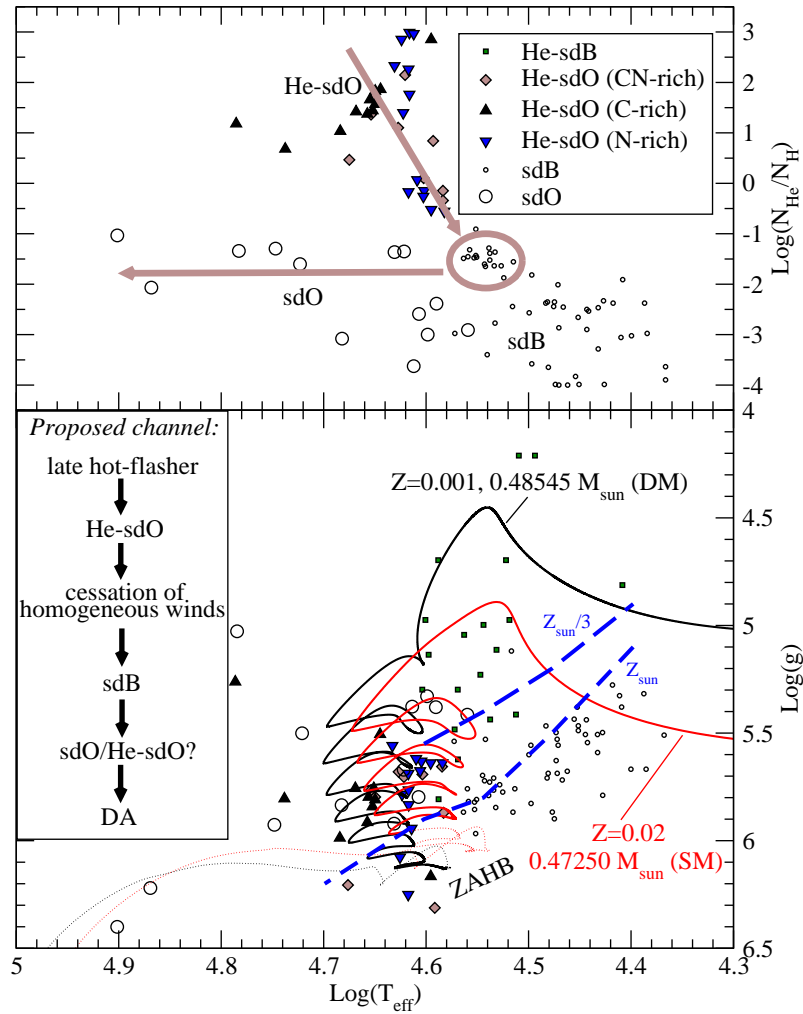 He-sdB
He-sdO (CN-rich)
He-sdO (C-rich)
He-sdO (N-rich)
sdB
sdO
He-sdO
sdO
sdB
3
2
1
0
-1
-2
-3
-4
Log(N_He/N_H)
Proposed channel:
late hot-flasher
He-sdO
cessation of
homogeneous winds
sdB
sdO/He-sdO?
DA
Z=0.001, 0.48545 M_sun (DM)
Z_sun/3
Z_sun
Z=0.02
0.47250 M_sun (SM)
ZAHB
4
4.5
5
5.5
6
6.5
Log(g)
5
4.9
4.8
4.7
4.6
4.5
4.4
4.3
Log(T_eff)